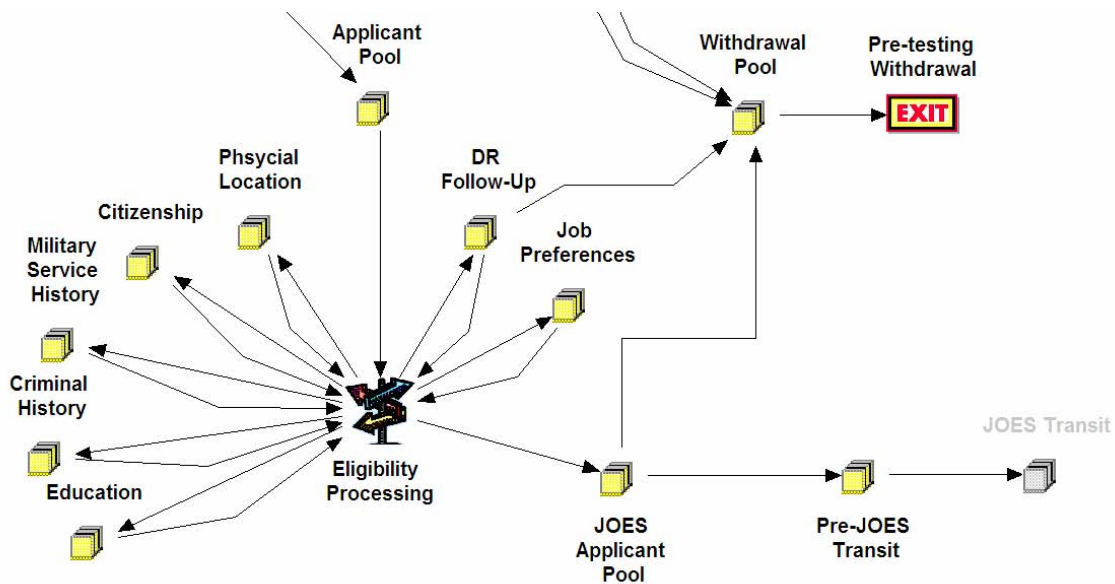 Applicant
Pool
Withdrawal
Pool
Pre-testing
Withdrawal
EXIT
Phsycial
Location
DR
Follow-Up
Citizenship
Job
Preferences
Military
Service
History
Criminal
History
JOES Transit
Education
Eligibility
Processing
JOES
Applicant
Pool
Pre-JOES
Transit